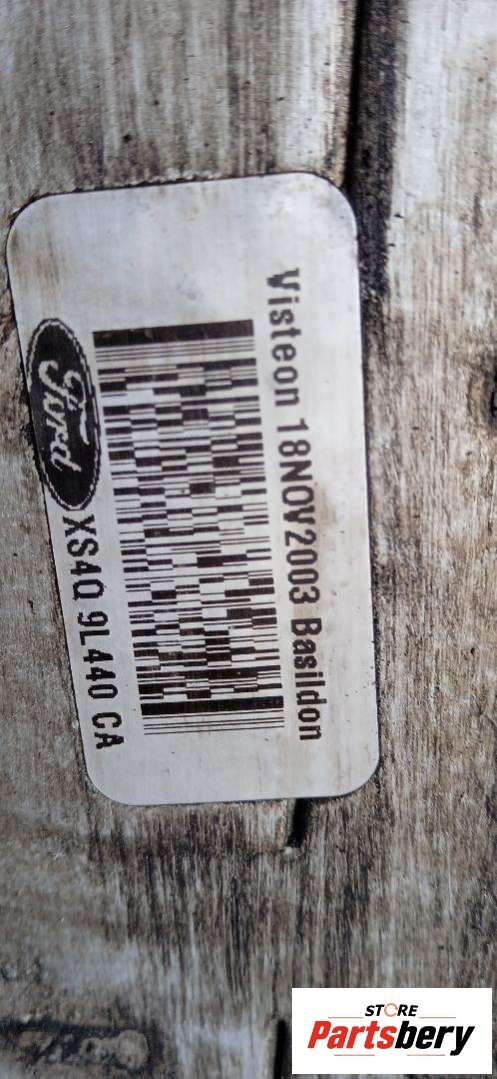 Visteon 18NOV2003 Basildon
Ford
XS4Q 9L440 CA
STORE
Partsbery